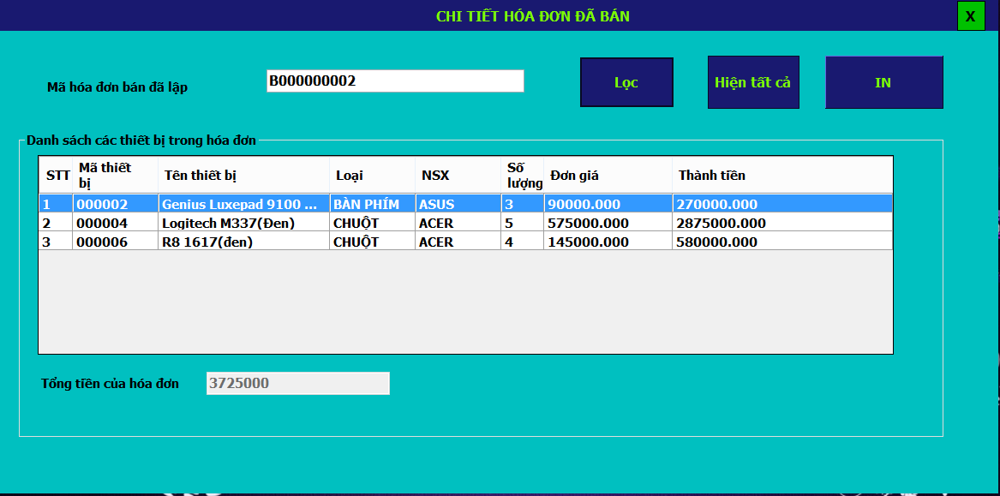 CHI TIẾT HÓA ĐƠN ĐÃ BÁN
X
Mã hóa đơn bán đã lập
B000000002
Lọc
Hiện tất cả
IN
Danh sách các thiết bị trong hóa đơn
STT Mã thiết bị Tên thiết bị Loại NSX Số lượng Đơn giá Thành tiền
1 000002 Genius Luxepad 9100 ... BÀN PHÍM ASUS 3 90000.000 270000.000
2 000004 Logitech M337(Đen) CHUỘT ACER 5 575000.000 2875000.000
3 000006 R8 1617(đen) CHUỘT ACER 4 145000.000 580000.000
Tổng tiền của hóa đơn
3725000